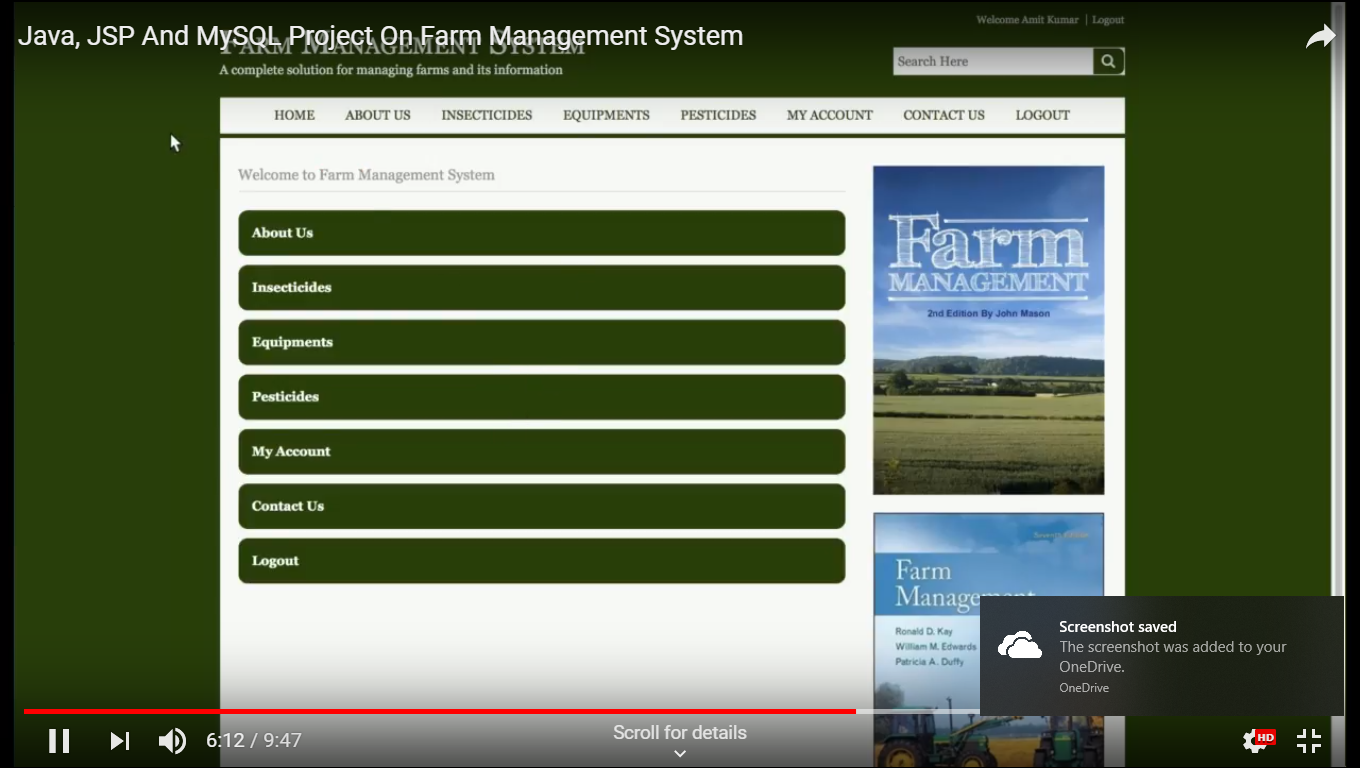 Java, JSP And MySQL Project On Farm Management System
Welcome Amit Kumar | Logout
FARM MANAGEMENT SYSTEM
A complete solution for managing farms and its information
Search Here
HOME ABOUT US INSECTICIDES EQUIPMENTS PESTICIDES MY ACCOUNT CONTACT US LOGOUT
Welcome to Farm Management System
About Us
Insecticides
Equipments
Pesticides
My Account
Contact Us
Logout
Farm
MANAGEMENT
2nd Edition By John Mason
Seventh Edition
Farm
Management
Ronald D. Kay
William M. Edwards
Patricia A. Duffy
Screenshot saved
The screenshot was added to your
OneDrive.
OneDrive
6:12 / 9:47
Scroll for details
HD